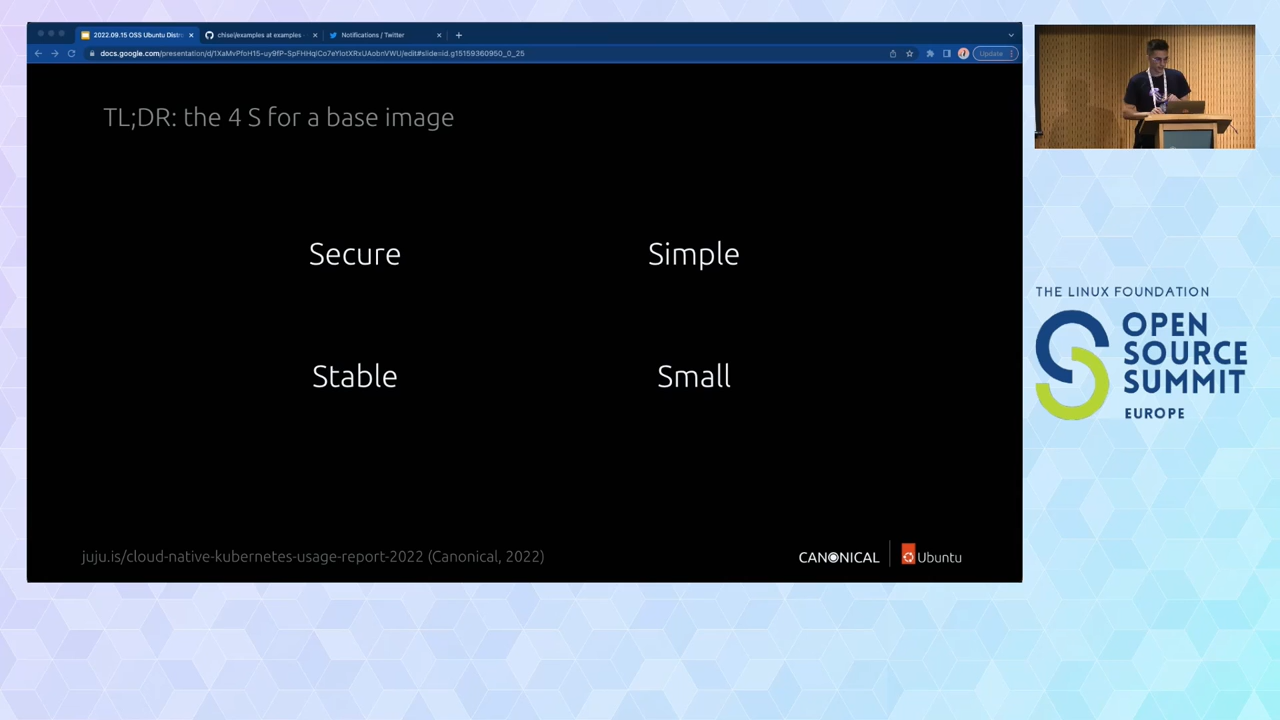 2022.09.15 OSS Ubuntu Distr
chisel/examples at examples
Notifications / Twitter
docs.google.com/presentation/d/1XaMvPfoH15-uy9fP-SpFHHqlCo7eYlotXRxUAobnVWU/edit#slide=id.g15159360950_0_25
Update
TL;DR: the 4 S for a base image
Secure
Simple
Stable
Small
juju.is/cloud-native-kubernetes-usage-report-2022 (Canonical, 2022)
CANONICAL
Ubuntu
THE LINUX FOUNDATION
OPEN
SOURCE
SUMMIT
EUROPE